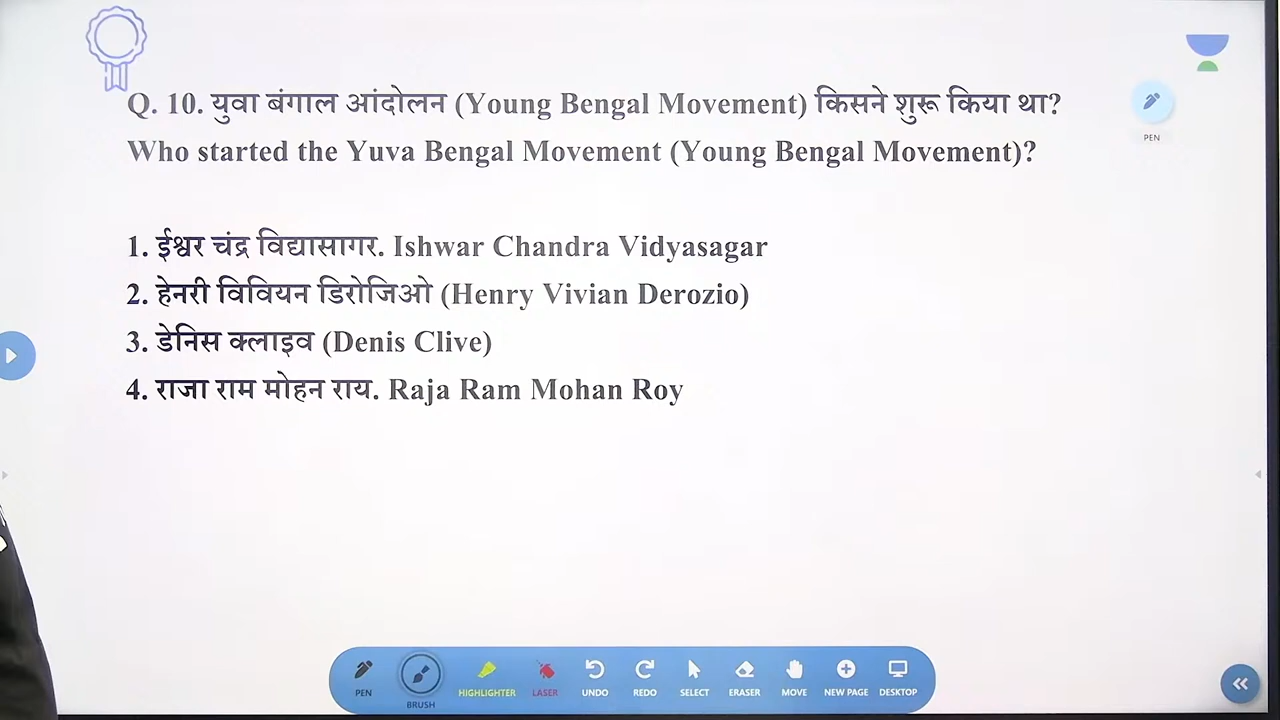 Q. 10. युवा बंगाल आंदोलन (Young Bengal Movement) किसने शुरू किया था?
Who started the Yuva Bengal Movement (Young Bengal Movement)?
1. ईश्वर चंद्र विद्यासागर. Ishwar Chandra Vidyasagar
2. हेनरी विवियन डिरोजिओ (Henry Vivian Derozio)
3. डेनिस क्लाइव (Denis Clive)
4. राजा राम मोहन राय. Raja Ram Mohan Roy
PEN
PEN BRUSH HIGHLIGHTER LASER UNDO REDO SELECT ERASER MOVE NEW PAGE DESKTOP